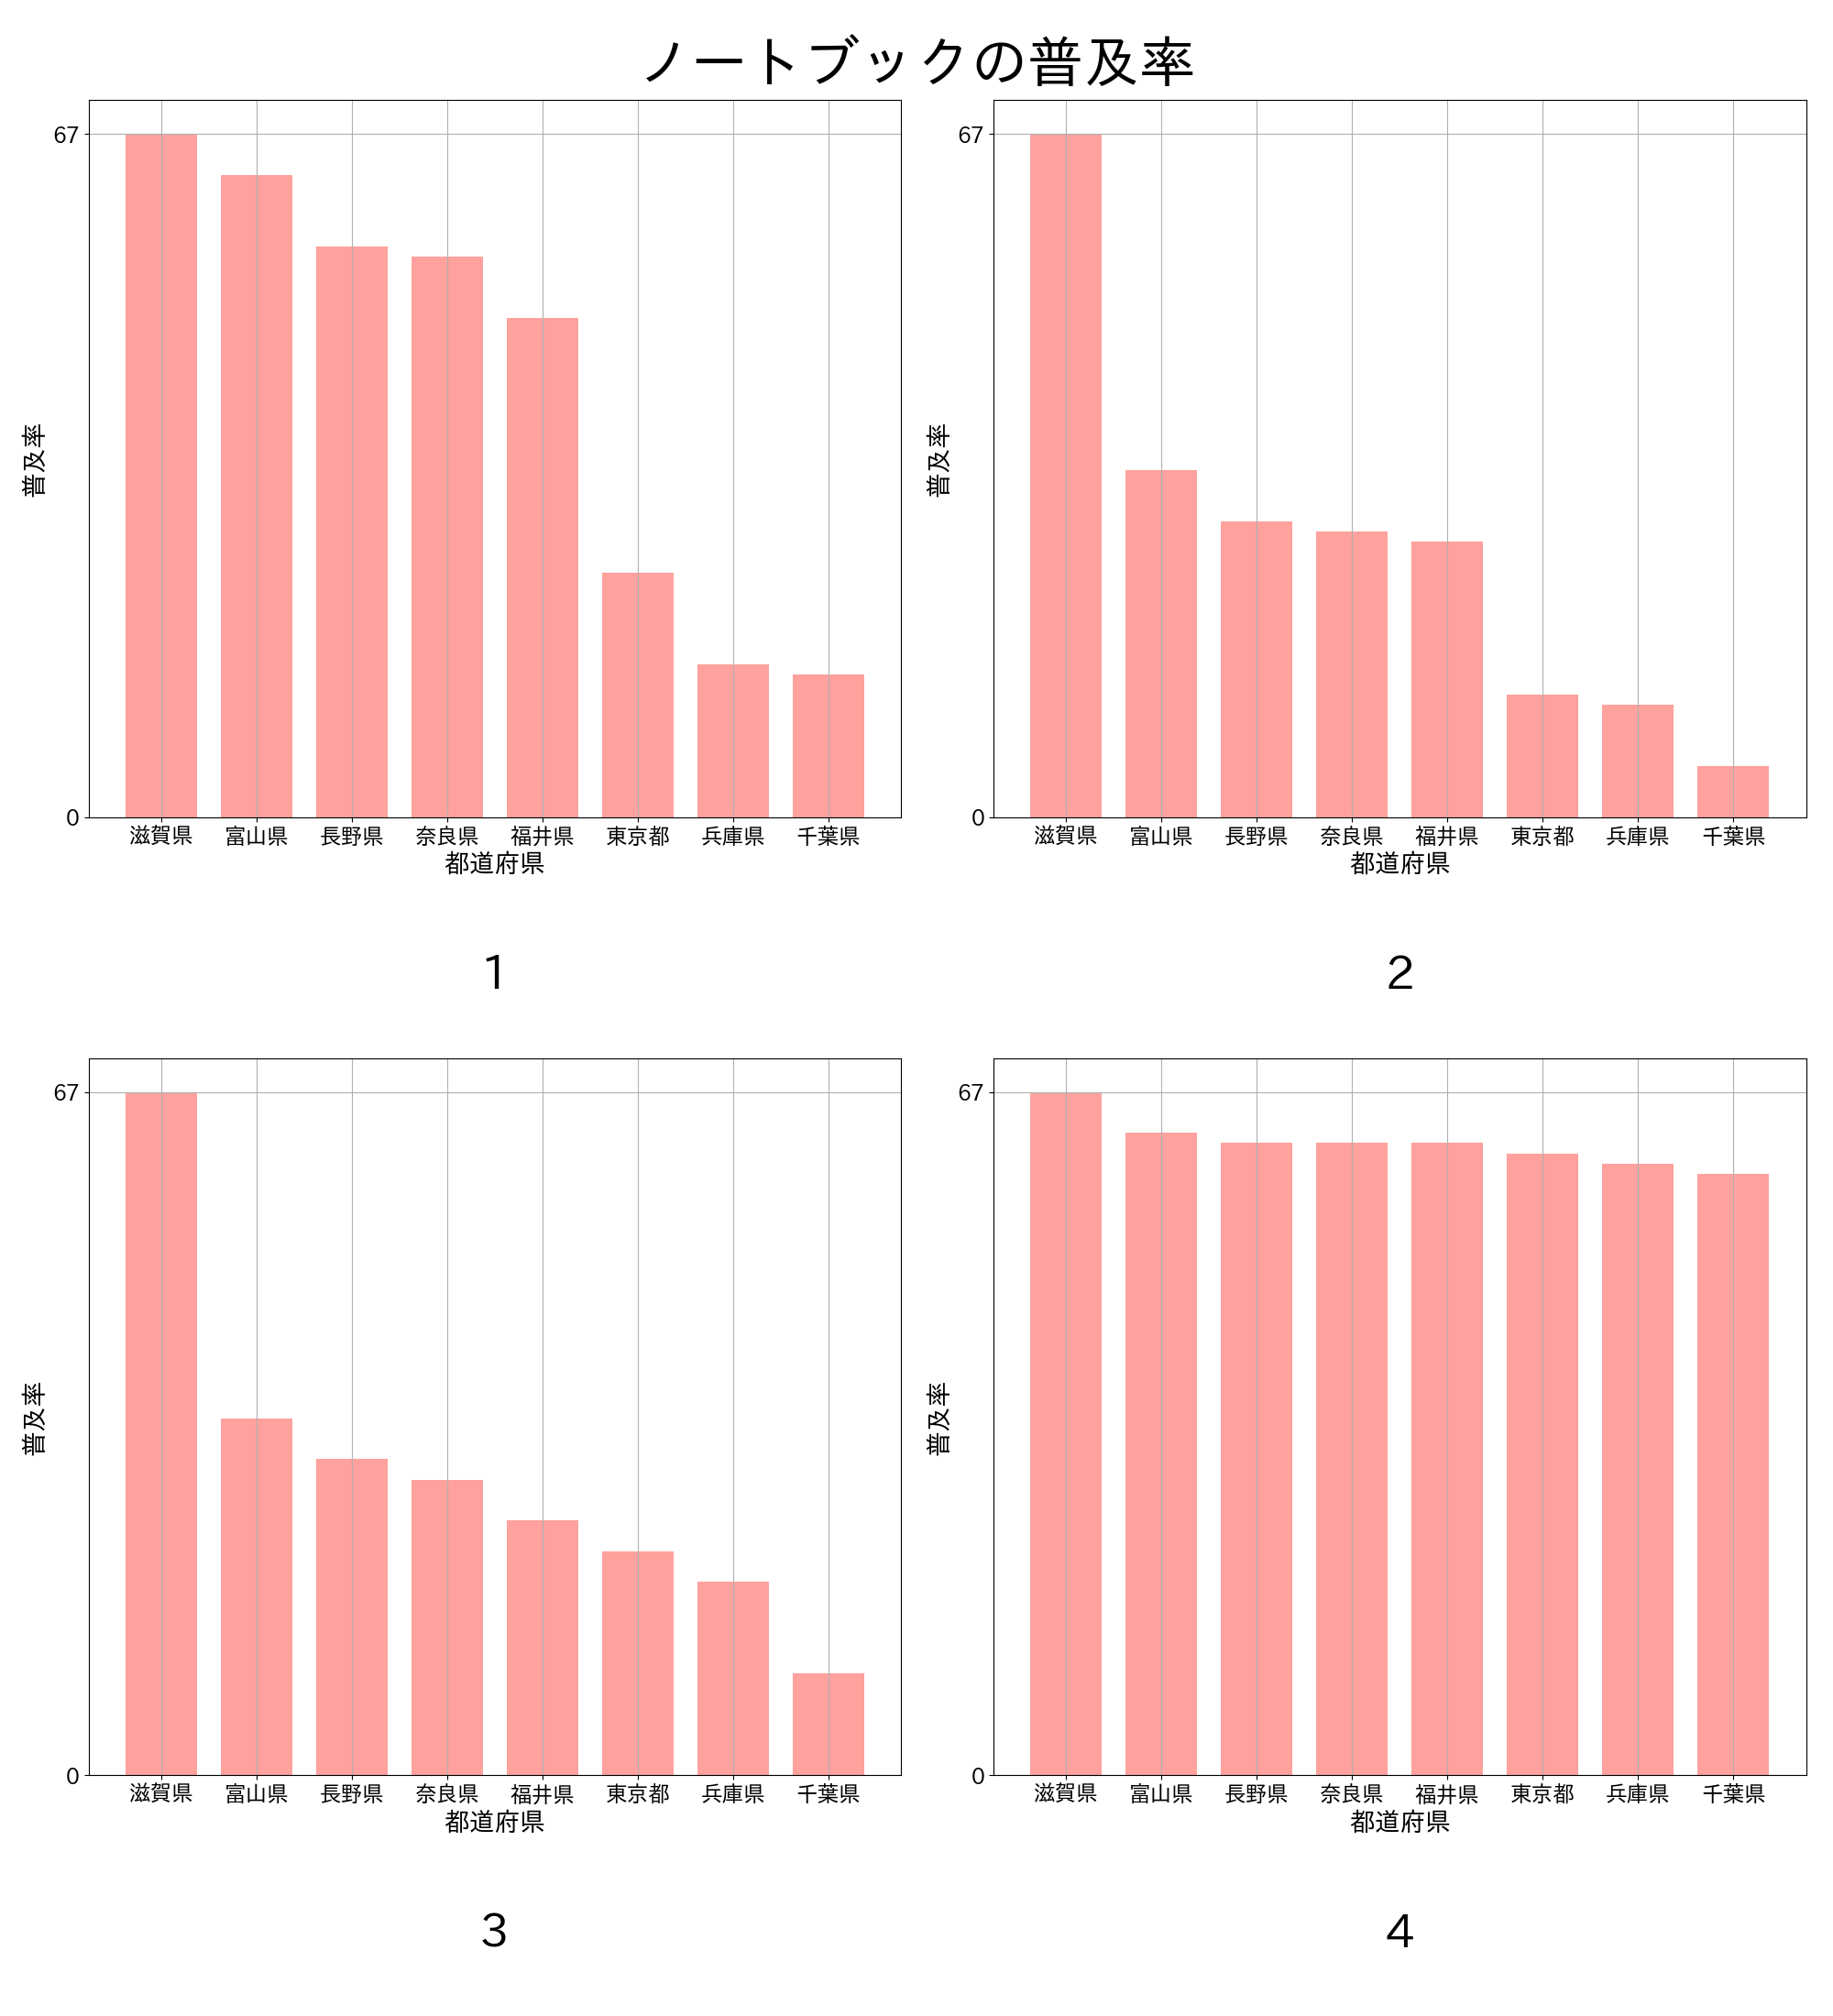 ノートブックの普及率
67
0
普及率
滋賀県 富山県 長野県 奈良県 福井県 東京都 兵庫県 千葉県
都道府県
1
67
0
普及率
滋賀県 富山県 長野県 奈良県 福井県 東京都 兵庫県 千葉県
都道府県
2
67
0
普及率
滋賀県 富山県 長野県 奈良県 福井県 東京都 兵庫県 千葉県
都道府県
3
67
0
普及率
滋賀県 富山県 長野県 奈良県 福井県 東京都 兵庫県 千葉県
都道府県
4